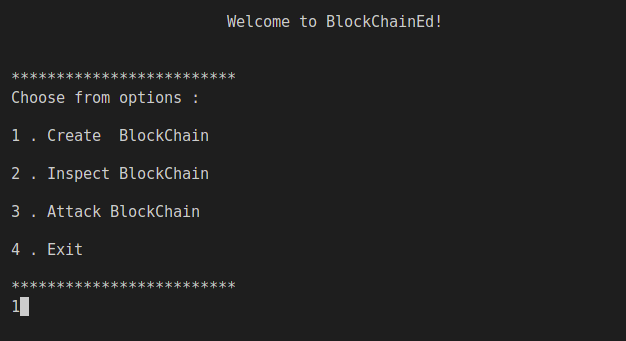 Welcome to BlockChainEd!
*************************
Choose from options :
1 . Create  BlockChain
2 . Inspect BlockChain
3 . Attack BlockChain
4 . Exit
*************************
1